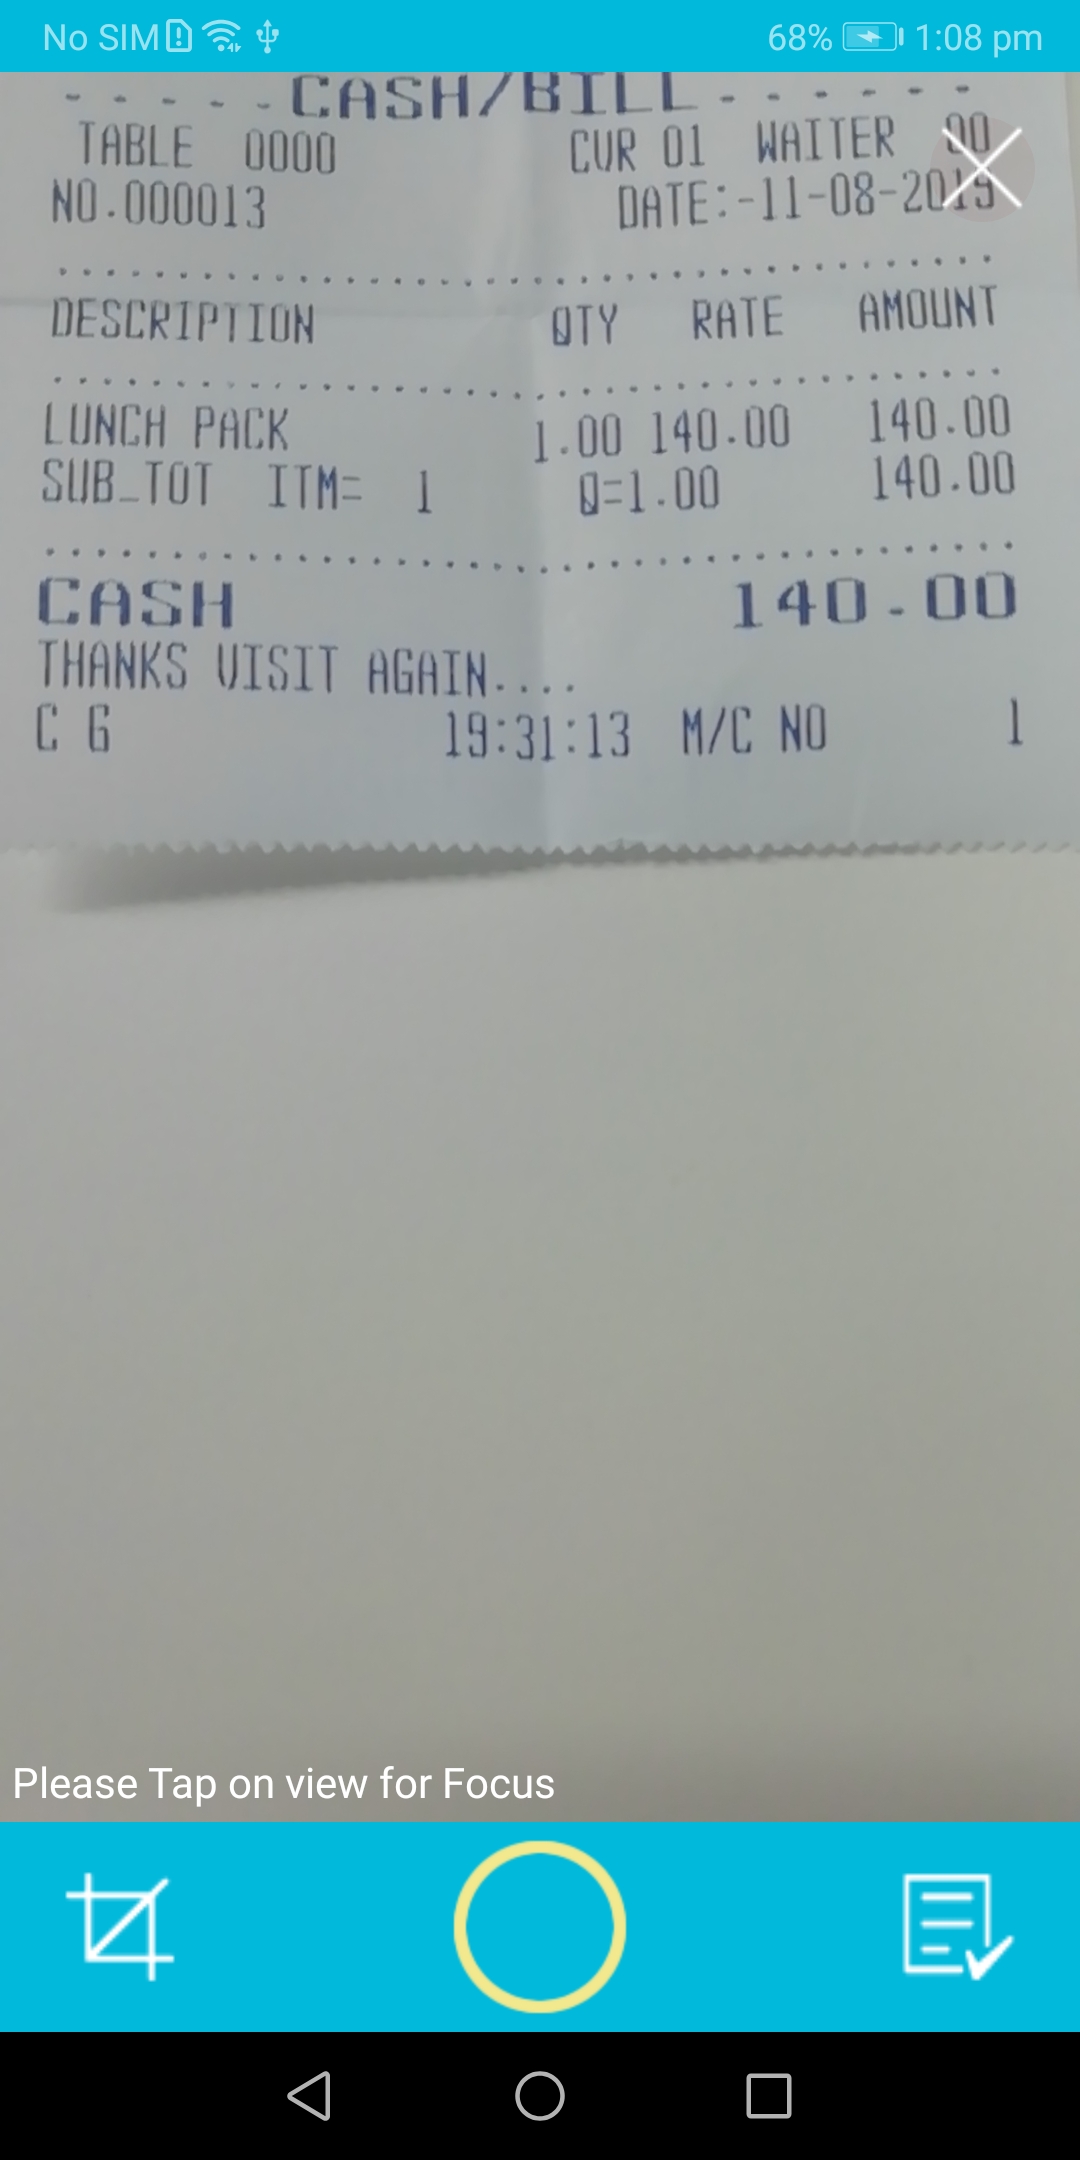 No SIM 68% 1:08 pm
- - - - - CASH/BILL - - - - - -
TABLE 0000 CUR 01 WAITER 00
NO.000013 DATE:-11-08-2019
DESCRIPTION QTY RATE AMOUNT
LUNCH PACK 1.00 140.00 140.00
SUB_TOT ITM= 1 Q=1.00 140.00
CASH 140.00
THANKS VISIT AGAIN....
C 6 19:31:13 M/C NO 1
Please Tap on view for Focus